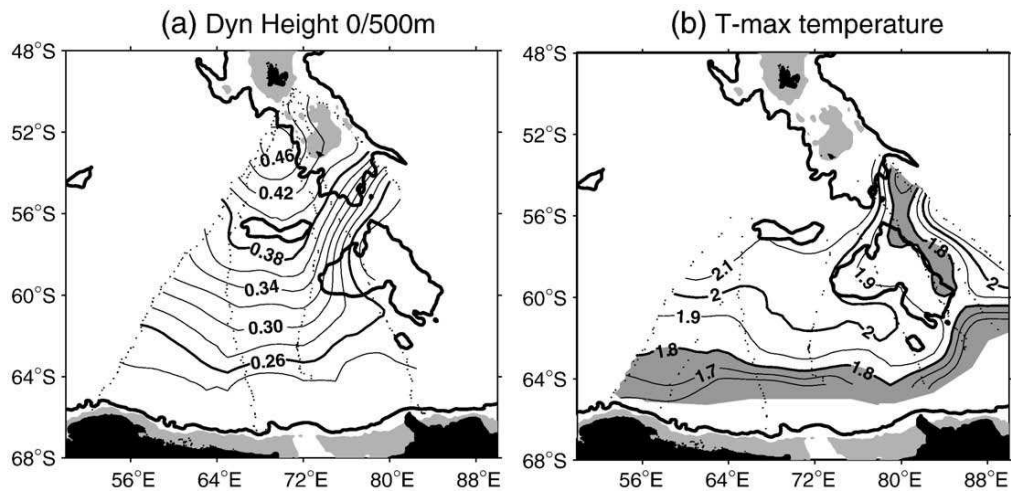 (a) Dyn Height 0/500m
(b) T-max temperature
48°S
52°S
56°S
60°S
64°S
68°S
56°E
64°E
72°E
80°E
88°E
0.46
0.42
0.38
0.34
0.30
0.26
48°S
52°S
56°S
60°S
64°S
68°S
56°E
64°E
72°E
80°E
88°E
2.1
2
1.9
1.8
1.7
1.9
2
1.8
1.8
2